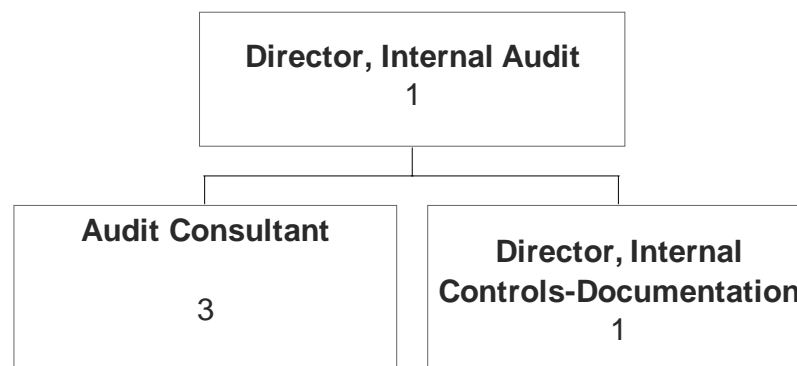 Director, Internal Audit
1
Audit Consultant
3
Director, Internal
Controls-Documentation
1